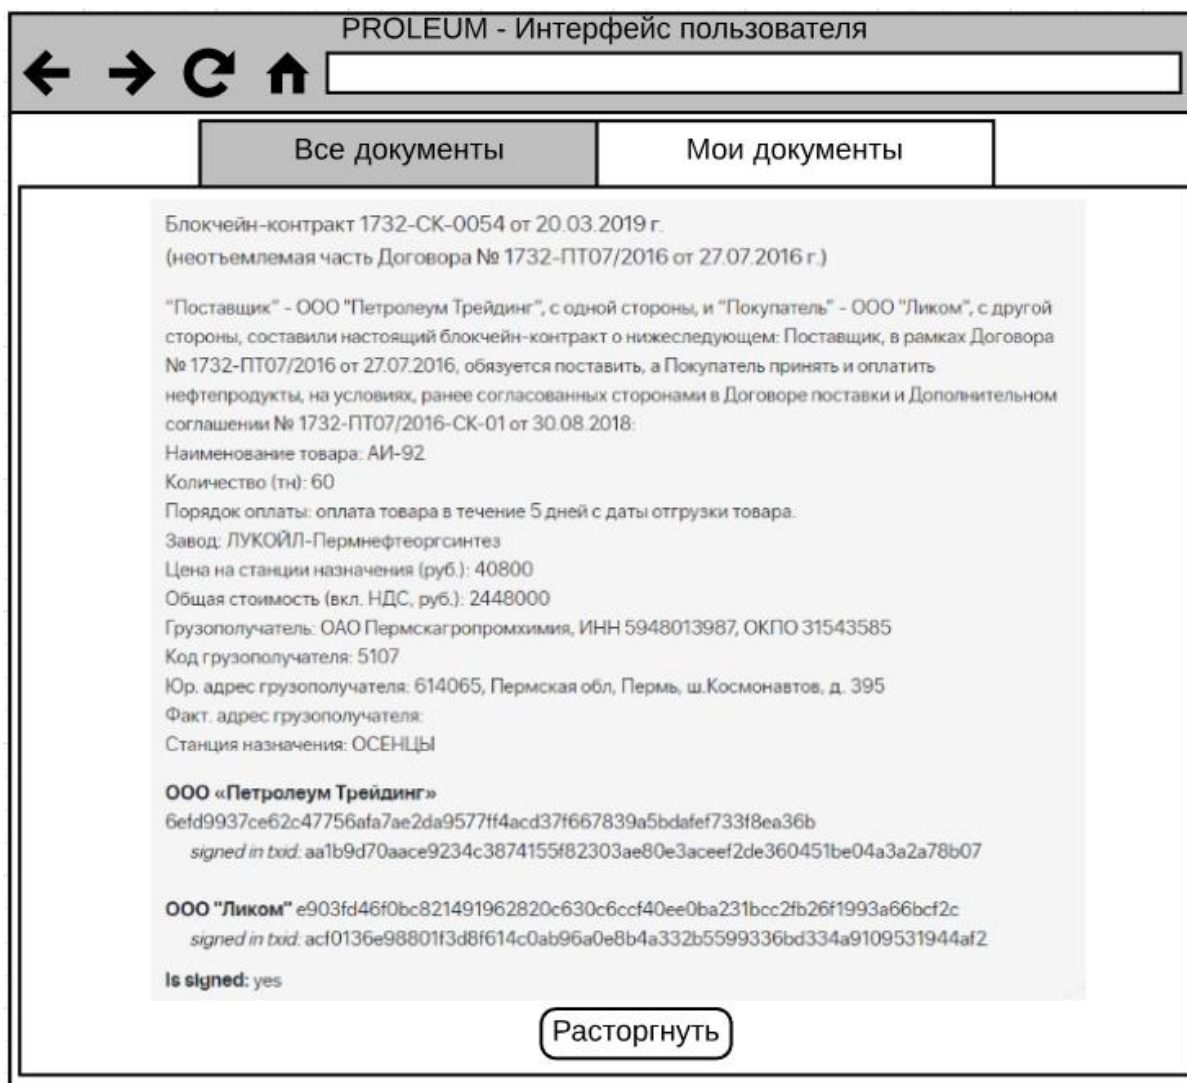 PROLEUM - Интерфейс пользователя
Все документы
Мои документы
Блокчейн-контракт 1732-СК-0054 от 20.03.2019 г.
(неотъемлемая часть Договора № 1732-ПТ07/2016 от 27.07.2016 г.)
"Поставщик" - ООО "Петролеум Трейдинг", с одной стороны, и "Покупатель" - ООО "Ликом", с другой
стороны, составили настоящий блокчейн-контракт о нижеследующем: Поставщик, в рамках Договора
№ 1732-ПТ07/2016 от 27.07.2016, обязуется поставить, а Покупатель принять и оплатить
нефтепродукты, на условиях, ранее согласованных сторонами в Договоре поставки и Дополнительном
соглашении № 1732-ПТ07/2016-СК-01 от 30.08.2018:
Наименование товара: АИ-92
Количество (тн): 60
Порядок оплаты: оплата товара в течение 5 дней с даты отгрузки товара.
Завод: ЛУКОЙЛ-Пермнефтеоргсинтез
Цена на станции назначения (руб.): 40800
Общая стоимость (вкл. НДС, руб.): 2448000
Грузополучатель: ОАО Пермскагропромхимия, ИНН 5948013987, ОКПО 31543585
Код грузополучателя: 5107
Юр. адрес грузополучателя: 614065, Пермская обл, Пермь, ш.Космонавтов, д. 395
Факт. адрес грузополучателя:
Станция назначения: ОСЕНЦЫ
ООО «Петролеум Трейдинг»
6efd9937ce62c47756afa7ae2da9577ff4acd37f667839a5bdafef733f8ea36b
signed in txid: aa1b9d70aace9234c3874155f82303ae80e3aceef2de360451be04a3a2a78b07
ООО "Ликом" e903fd46f0bc821491962820c630c6ccf40ee0ba231bcc2fb26f1993a66bcf2c
signed in txid: acf0136e98801f3d8f614c0ab96a0e8b4a332b5599336bd334a9109531944af2
Is signed: yes
Расторгнуть